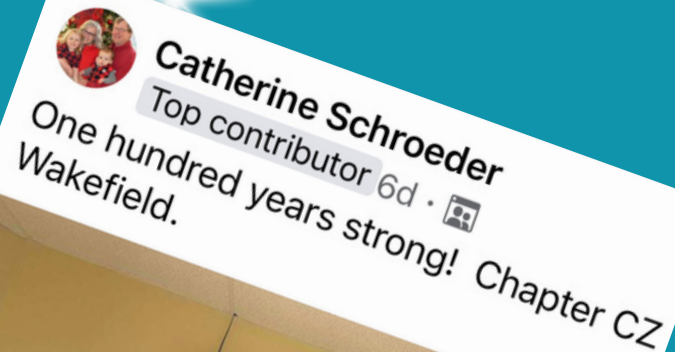 Catherine Schroeder
Top contributor 6d ·
One hundred years strong! Chapter CZ
Wakefield.